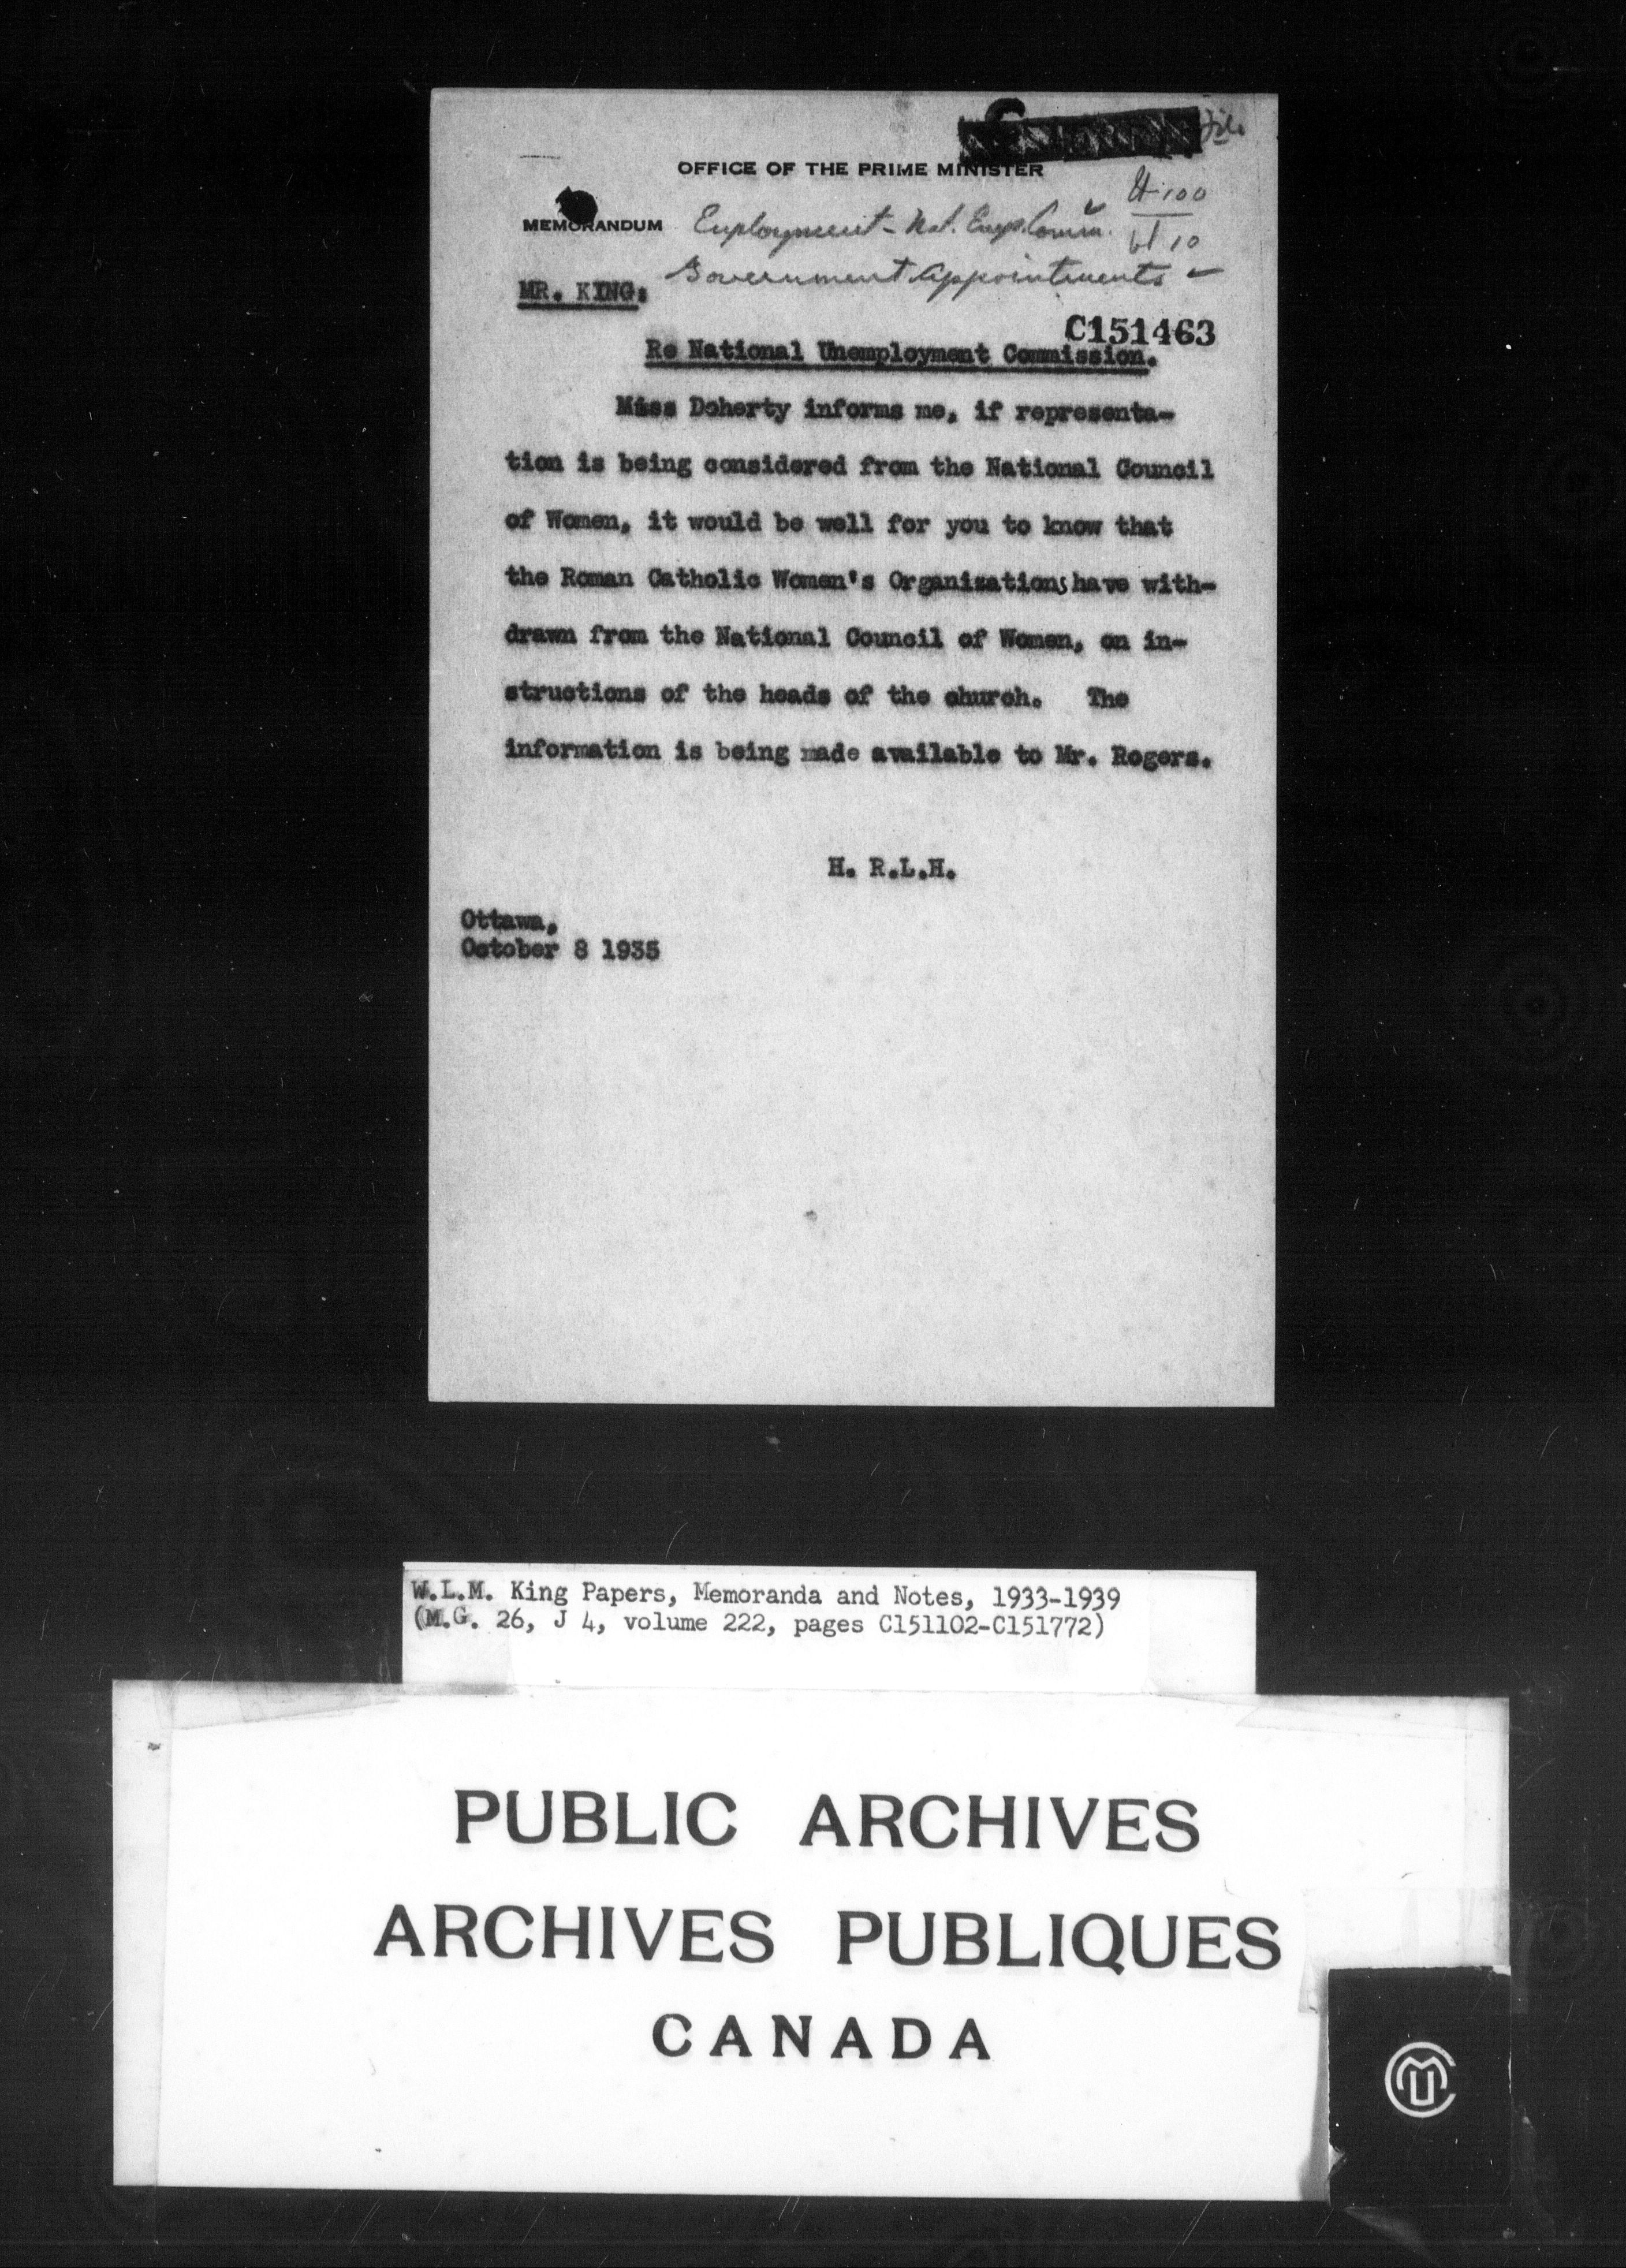 File
OFFICE OF THE PRIME MINISTER
MEMORANDUM
Employment - Nat. Emp. Comm.
Government Appointments
MR. KING:
C151463
Re National Unemployment Commission.
Miss Doherty informs me, if representa-
tion is being considered from the National Council
of Women, it would be well for you to know that
the Roman Catholic Women's Organizations have with-
drawn from the National Council of Women, on in-
structions of the heads of the church. The
information is being made available to Mr. Rogers.
H. R.L.H.
Ottawa,
October 8 1935
W.L.M. King Papers, Memoranda and Notes, 1933-1939
(M.G. 26, J 4, volume 222, pages C151102-C151772)
PUBLIC ARCHIVES
ARCHIVES PUBLIQUES
CANADA